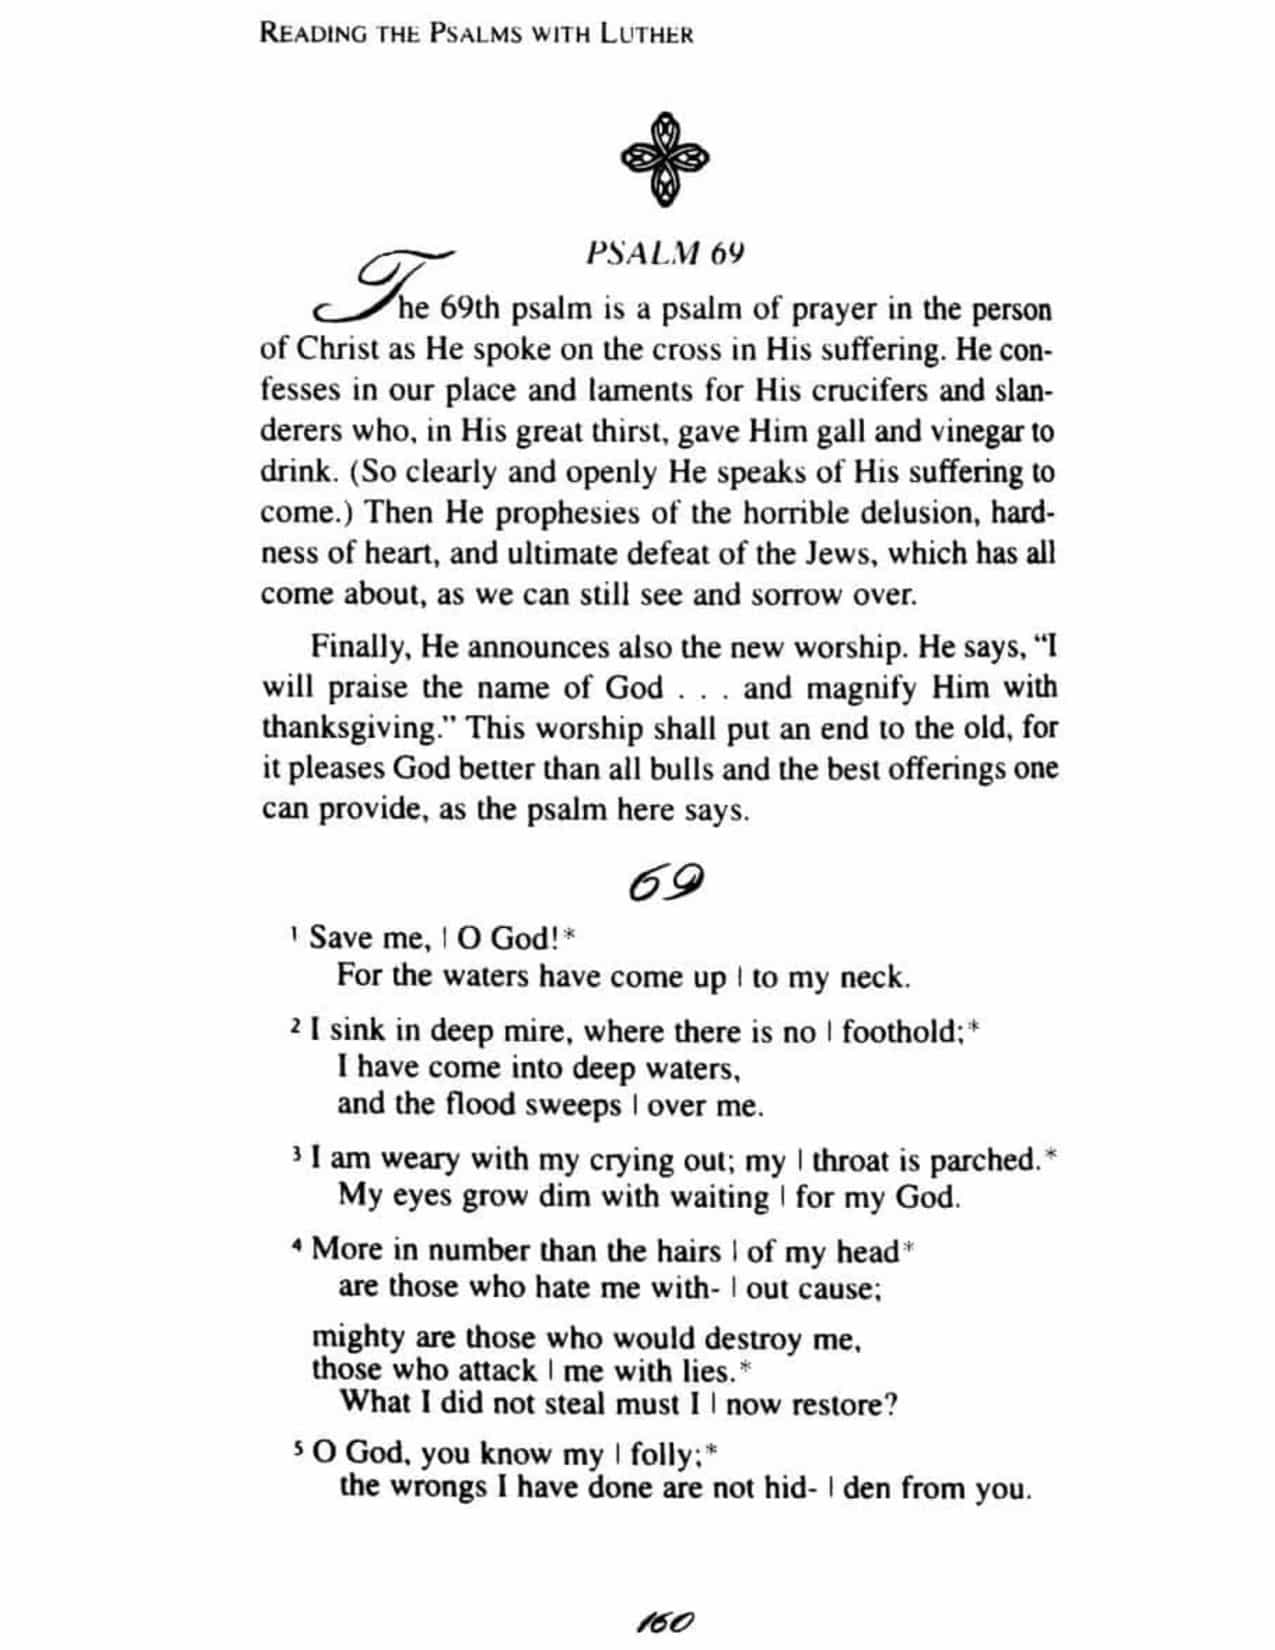 READING THE PSALMS WITH LUTHER
PSALM 69
The 69th psalm is a psalm of prayer in the person
of Christ as He spoke on the cross in His suffering. He con-
fesses in our place and laments for His crucifers and slan-
derers who, in His great thirst, gave Him gall and vinegar to
drink. (So clearly and openly He speaks of His suffering to
come.) Then He prophesies of the horrible delusion, hard-
ness of heart, and ultimate defeat of the Jews, which has all
come about, as we can still see and sorrow over.
Finally, He announces also the new worship. He says, “I
will praise the name of God . . . and magnify Him with
thanksgiving.” This worship shall put an end to the old, for
it pleases God better than all bulls and the best offerings one
can provide, as the psalm here says.
69
1 Save me, | O God!*
For the waters have come up | to my neck.
2 I sink in deep mire, where there is no | foothold;*
I have come into deep waters,
and the flood sweeps | over me.
3 I am weary with my crying out; my | throat is parched.*
My eyes grow dim with waiting | for my God.
4 More in number than the hairs | of my head*
are those who hate me with- | out cause;
mighty are those who would destroy me,
those who attack | me with lies.*
What I did not steal must I | now restore?
5 O God, you know my | folly;*
the wrongs I have done are not hid- | den from you.
160